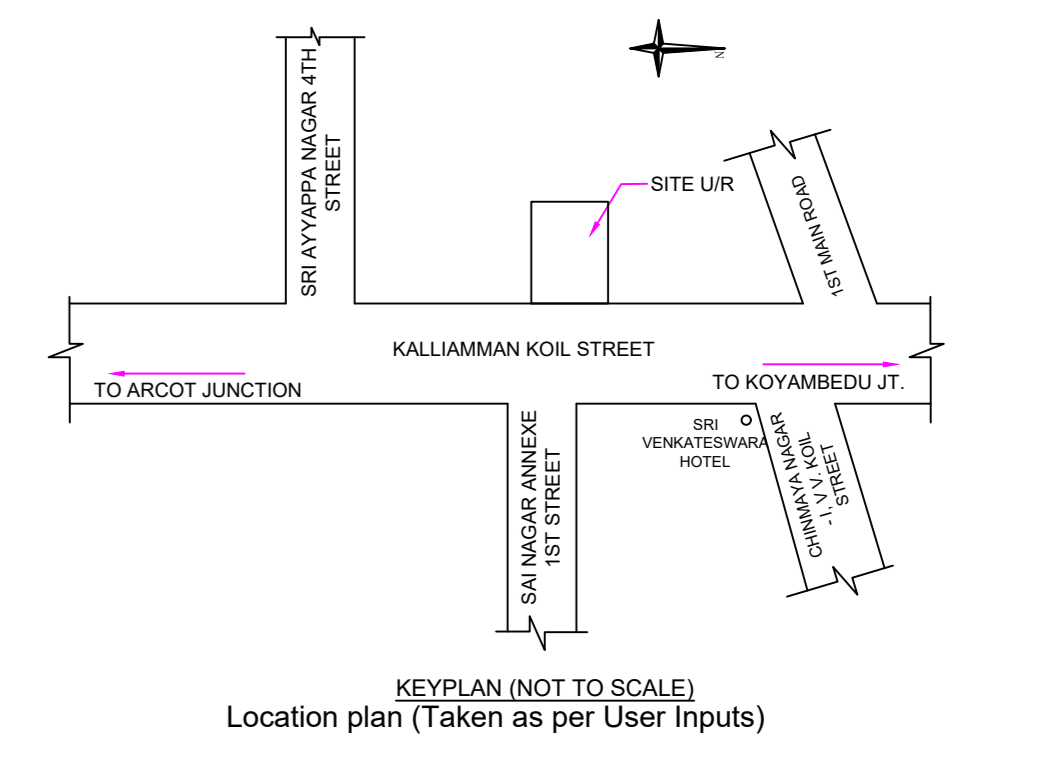 N
SRI AYYAPPA NAGAR 4TH
STREET
SITE U/R
1ST MAIN ROAD
KALLIAMMAN KOIL STREET
TO ARCOT JUNCTION
TO KOYAMBEDU JT.
SAI NAGAR ANNEXE
1ST STREET
SRI
VENKATESWARA
HOTEL
CHINMAYA NAGAR
- I, V V. KOIL
STREET
KEYPLAN (NOT TO SCALE)
Location plan (Taken as per User Inputs)